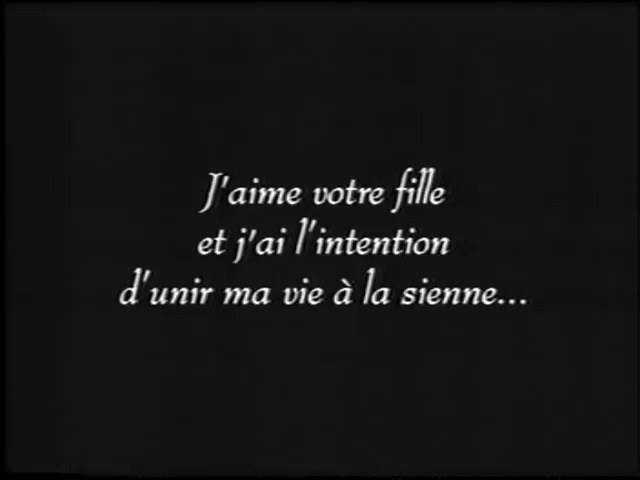 J'aime votre fille
et j'ai l'intention
d'unir ma vie à la sienne...